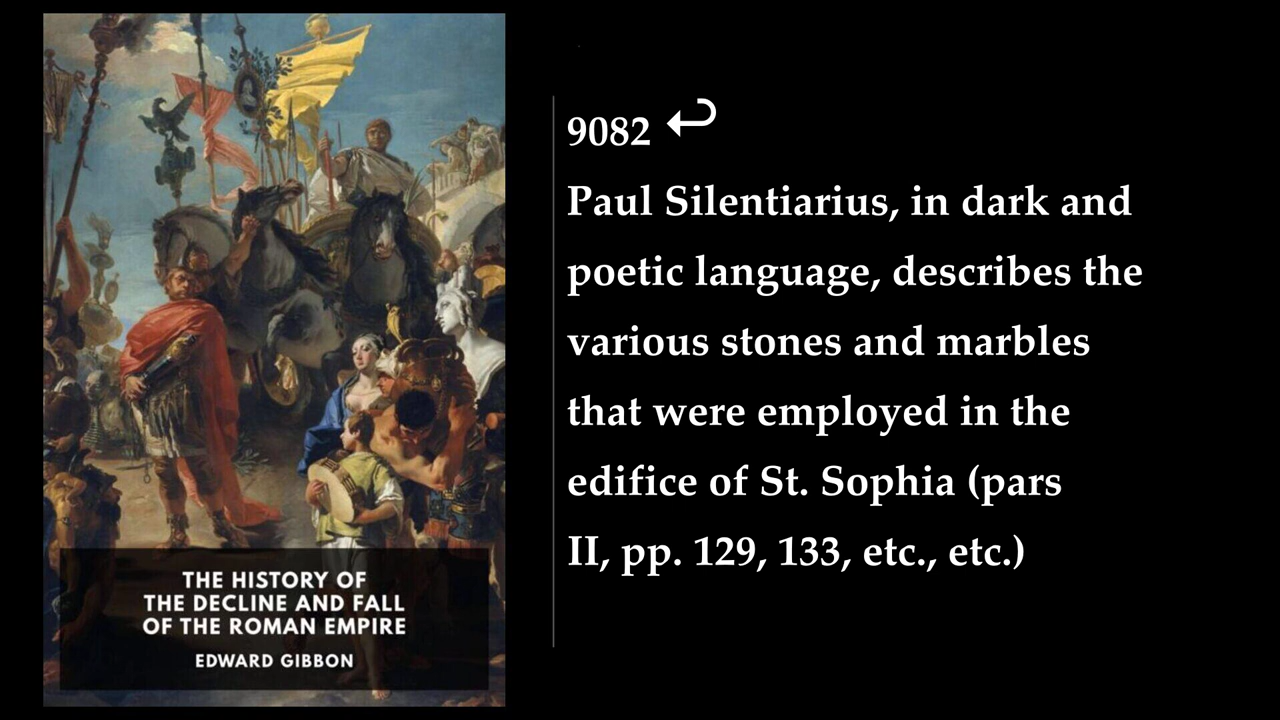 THE HISTORY OF
THE DECLINE AND FALL
OF THE ROMAN EMPIRE
EDWARD GIBBON
9082 ↩
Paul Silentiarius, in dark and
poetic language, describes the
various stones and marbles
that were employed in the
edifice of St. Sophia (pars
II, pp. 129, 133, etc., etc.)